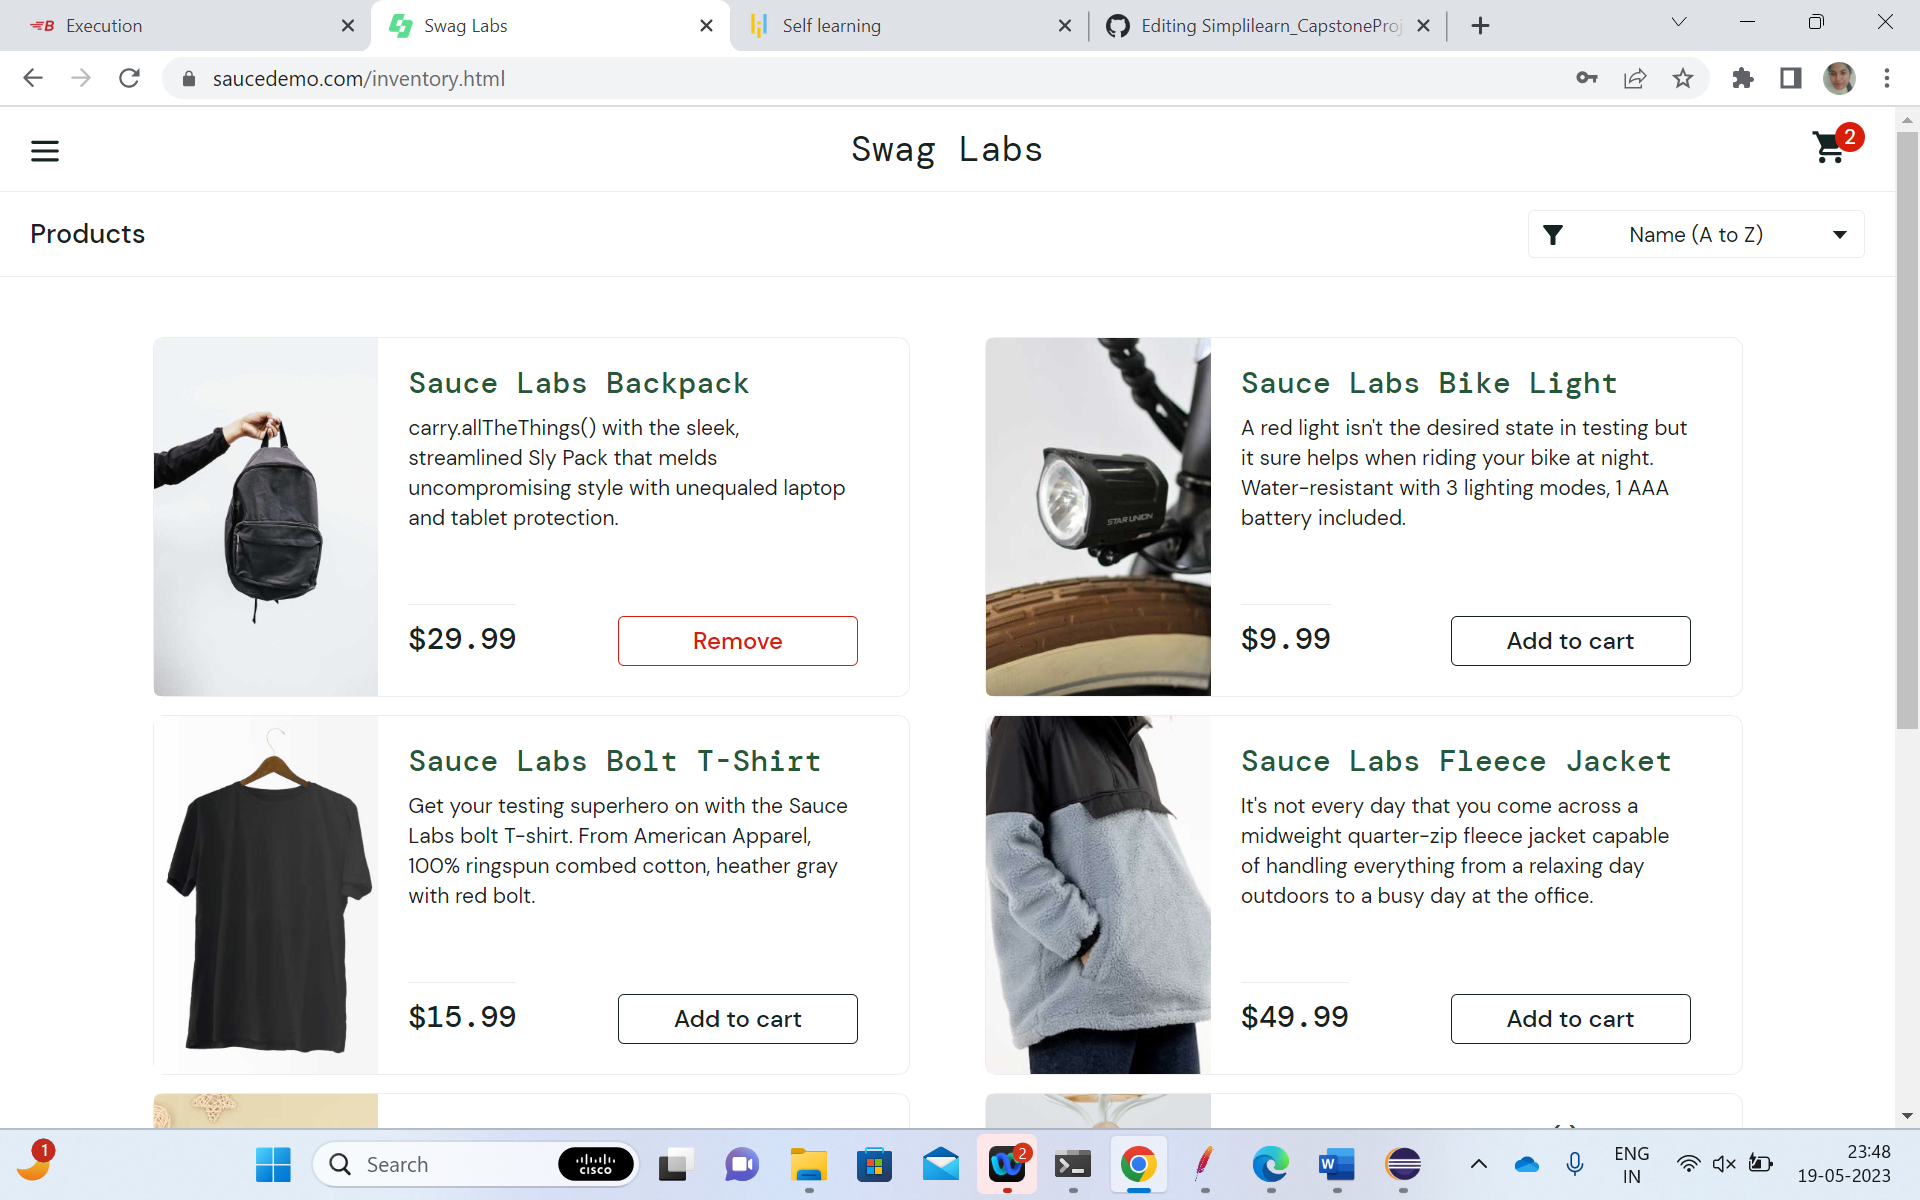 Execution
Swag Labs
Self learning
Editing Simplilearn_CapstoneProj
saucedemo.com/inventory.html
Swag Labs
2
Products
Name (A to Z)
Sauce Labs Backpack
carry.allTheThings() with the sleek,
streamlined Sly Pack that melds
uncompromising style with unequaled laptop
and tablet protection.
$29.99
Remove
Sauce Labs Bike Light
A red light isn't the desired state in testing but
it sure helps when riding your bike at night.
Water-resistant with 3 lighting modes, 1 AAA
battery included.
STAR UNION
$9.99
Add to cart
Sauce Labs Bolt T-Shirt
Get your testing superhero on with the Sauce
Labs bolt T-shirt. From American Apparel,
100% ringspun combed cotton, heather gray
with red bolt.
$15.99
Add to cart
Sauce Labs Fleece Jacket
It's not every day that you come across a
midweight quarter-zip fleece jacket capable
of handling everything from a relaxing day
outdoors to a busy day at the office.
$49.99
Add to cart
1
Search
CISCO
2
W
ENG
IN
23:48
19-05-2023